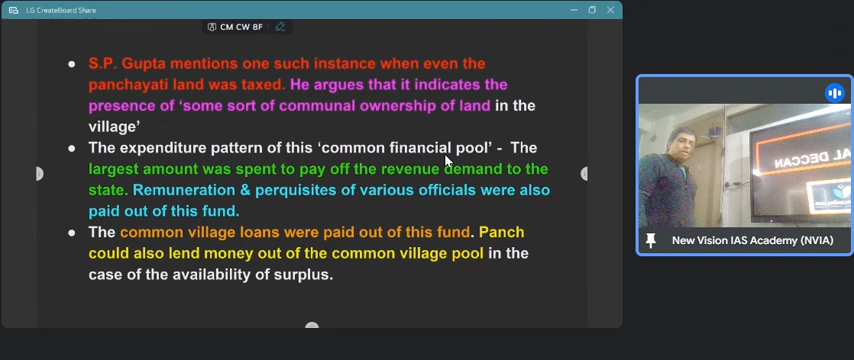 LG CreateBoard Share
CM CW 8F
S.P. Gupta mentions one such instance when even the
panchayati land was taxed. He argues that it indicates the
presence of ‘some sort of communal ownership of land in the
village’
The expenditure pattern of this ‘common financial pool’ - The
largest amount was spent to pay off the revenue demand to the
state. Remuneration & perquisites of various officials were also
paid out of this fund.
The common village loans were paid out of this fund. Panch
could also lend money out of the common village pool in the
case of the availability of surplus.
AL DECCAN
New Vision IAS Academy (NVIA)